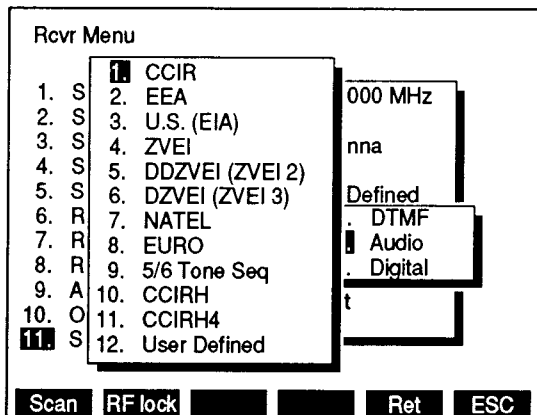 Rcvr Menu
1. CCIR
2. EEA
3. U.S. (EIA)
4. ZVEI
5. DDZVEI (ZVEI 2)
6. DZVEI (ZVEI 3)
7. NATEL
8. EURO
9. 5/6 Tone Seq
10. CCIRH
11. CCIRH4
12. User Defined
1. S
2. S
3. S
4. S
5. S
6. R
7. R
8. R
9. A
10. O
11. S
000 MHz
nna
Defined
. DTMF
. Audio
. Digital
t
Scan RF lock Ret ESC